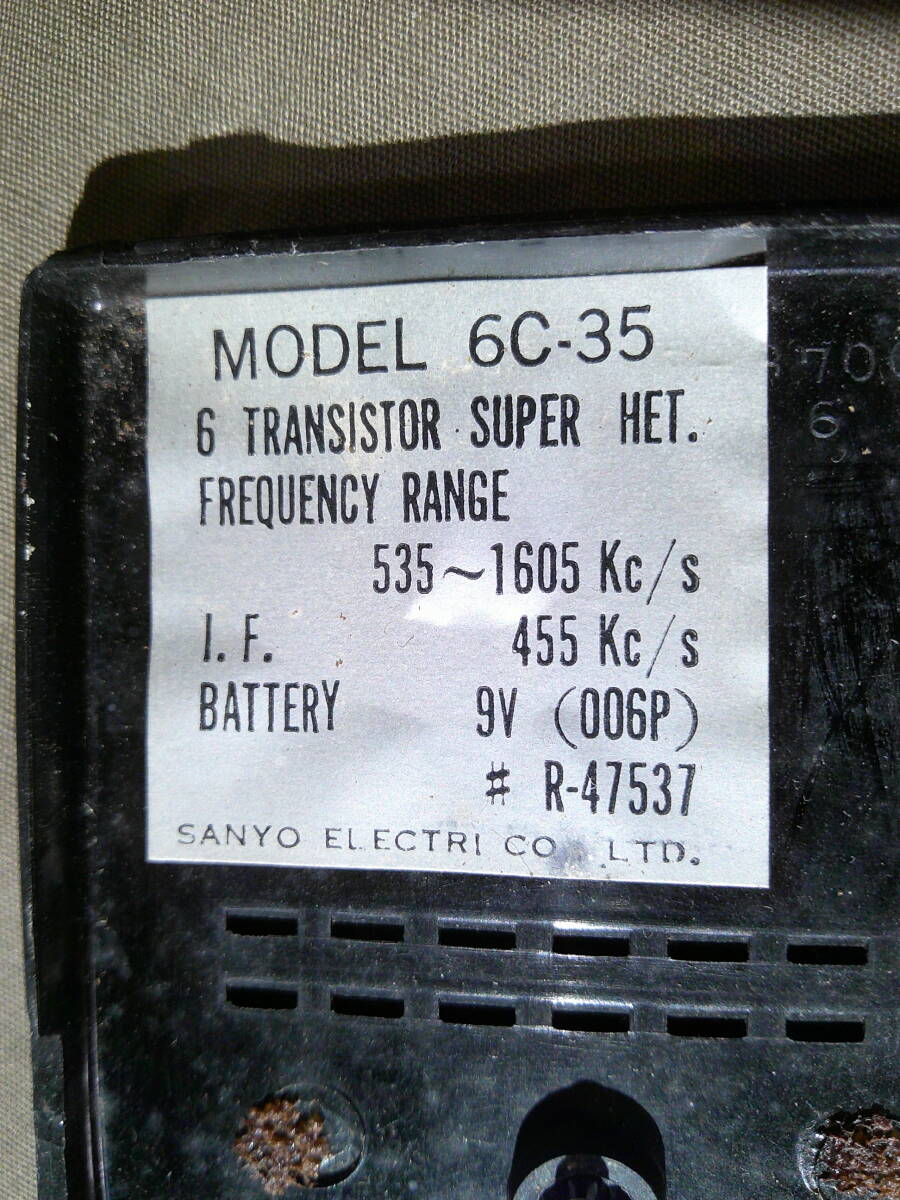 MODEL 6C-35
6 TRANSISTOR SUPER HET.
FREQUENCY RANGE
535~1605 Kc/s
I.F. 455 Kc/s
BATTERY 9V (006P)
# R-47537
SANYO ELECTRI CO LTD.
6